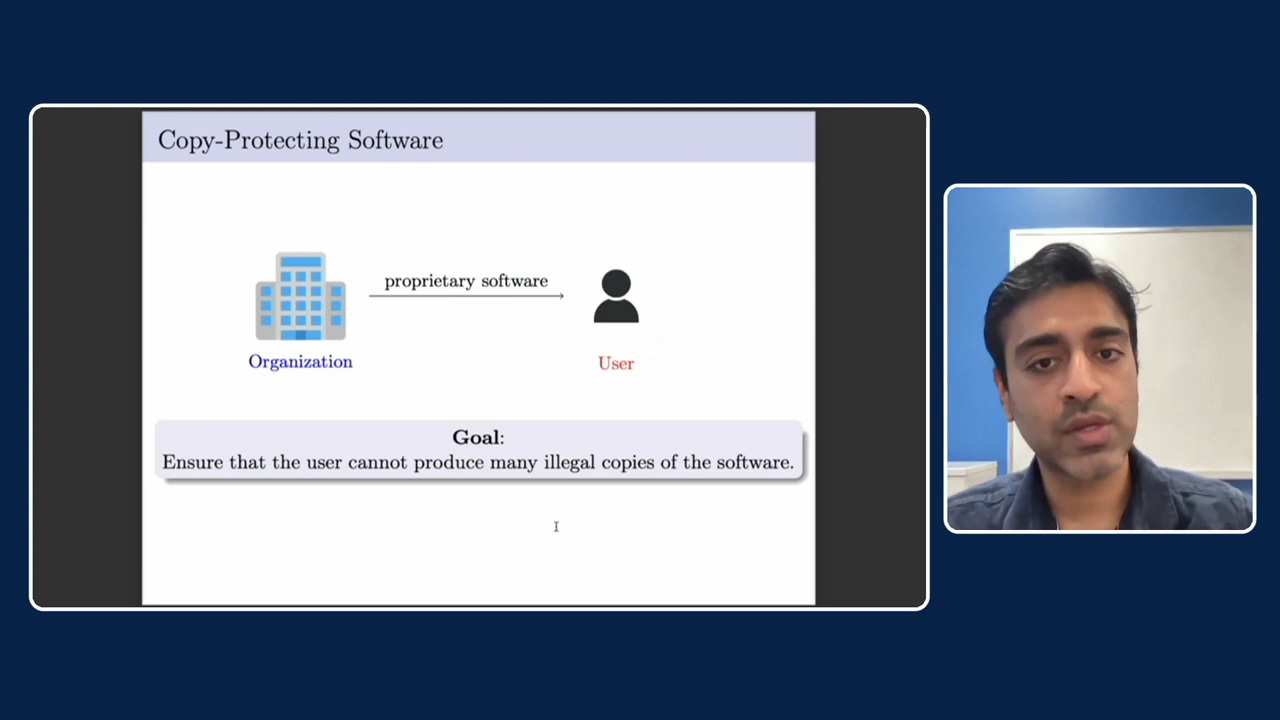 Copy-Protecting Software
proprietary software
Organization
User
Goal:
Ensure that the user cannot produce many illegal copies of the software.